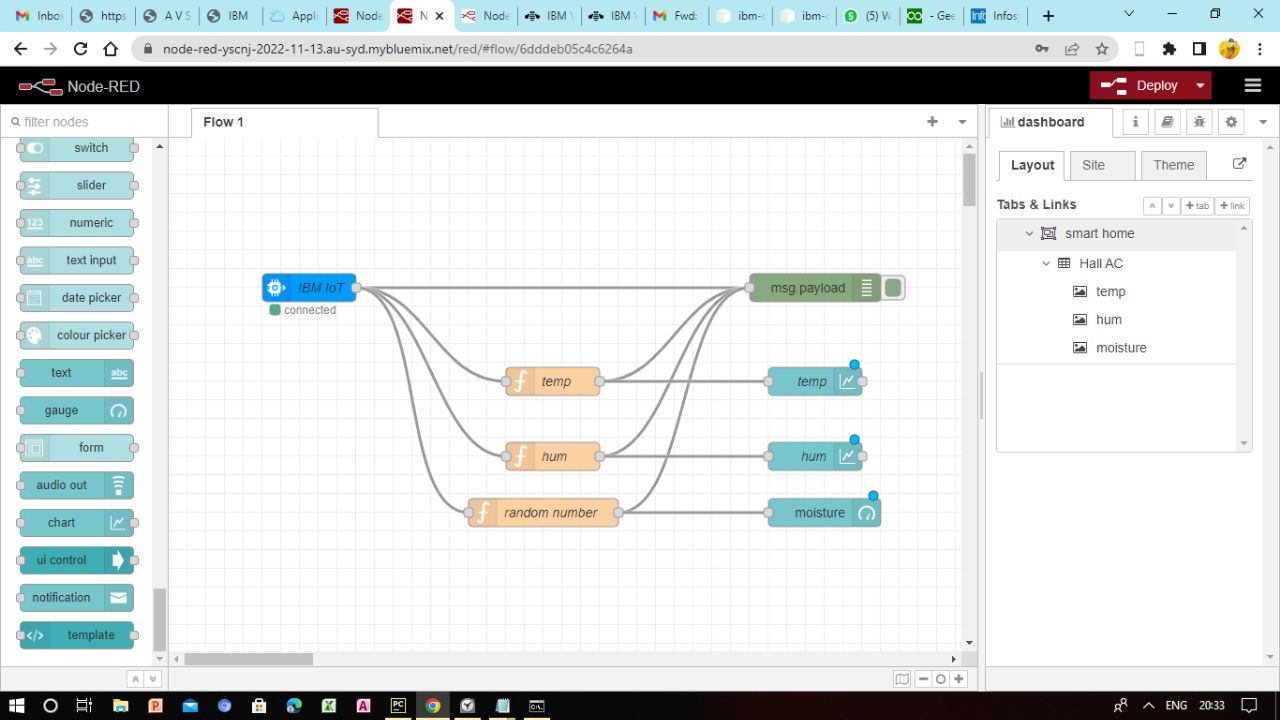 Inbox
https
A V S
IBM
Appli
Node
N
Node
IBM
IBM
Fwd:
ibm-c
ibm-c
(5) W
- Gee
Infos
node-red-yscnj-2022-11-13.au-syd.mybluemix.net/red/#flow/6dddeb05c4c6264a
Node-RED
Deploy
filter nodes
Flow 1
dashboard
switch
slider
123 numeric
abc text input
date picker
colour picker
text abc
gauge
form
audio out
chart
ui control
notification
template
IBM IoT
connected
msg.payload
temp
temp
hum
hum
random number
moisture
Layout
Site
Theme
Tabs & Links
+ tab
+ link
smart home
Hall AC
temp
hum
moisture
ENG
20:33